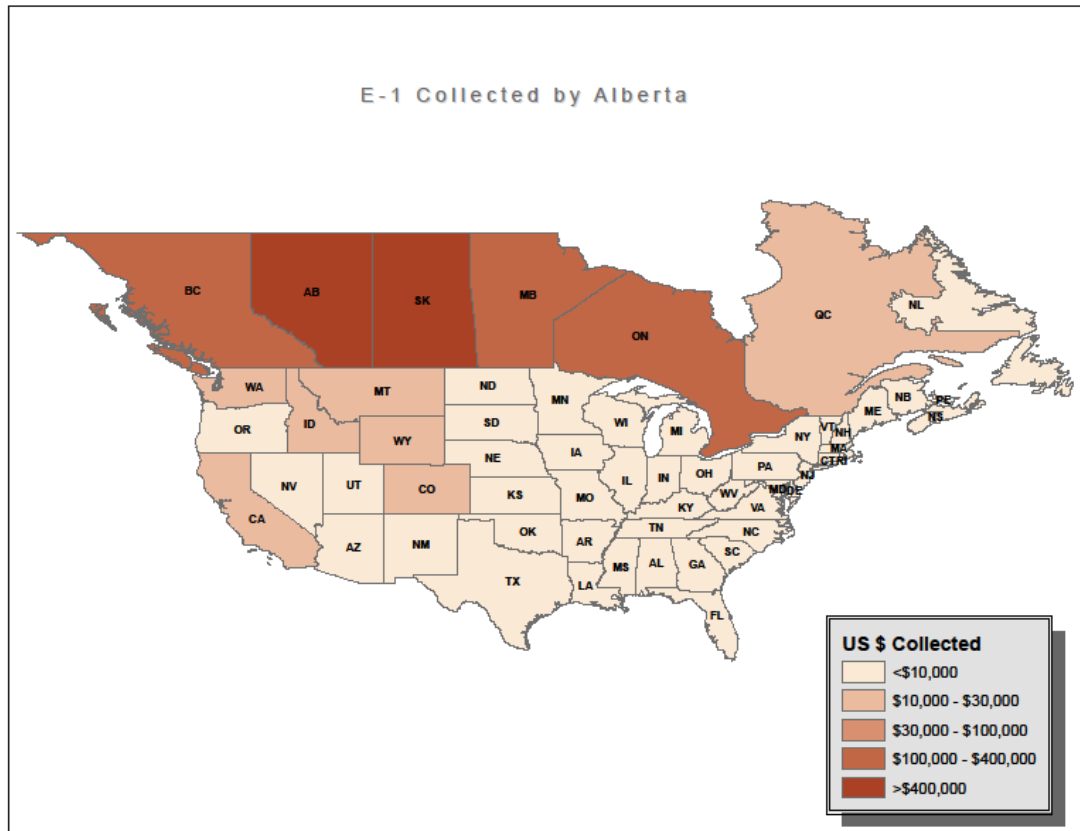 E-1 Collected by Alberta
BC
AB
SK
MB
ON
QC
NL
WA
MT
ND
MN
NB
PE
NS
ME
OR
ID
WY
SD
WI
MI
NY
VT
NH
MA
CT
RI
NE
IA
IL
IN
OH
PA
NJ
NV
UT
CO
KS
MO
KY
WV
MD
DE
VA
CA
AZ
NM
OK
AR
TN
NC
SC
TX
LA
MS
AL
GA
FL
US $ Collected
<$10,000
$10,000 - $30,000
$30,000 - $100,000
$100,000 - $400,000
>$400,000